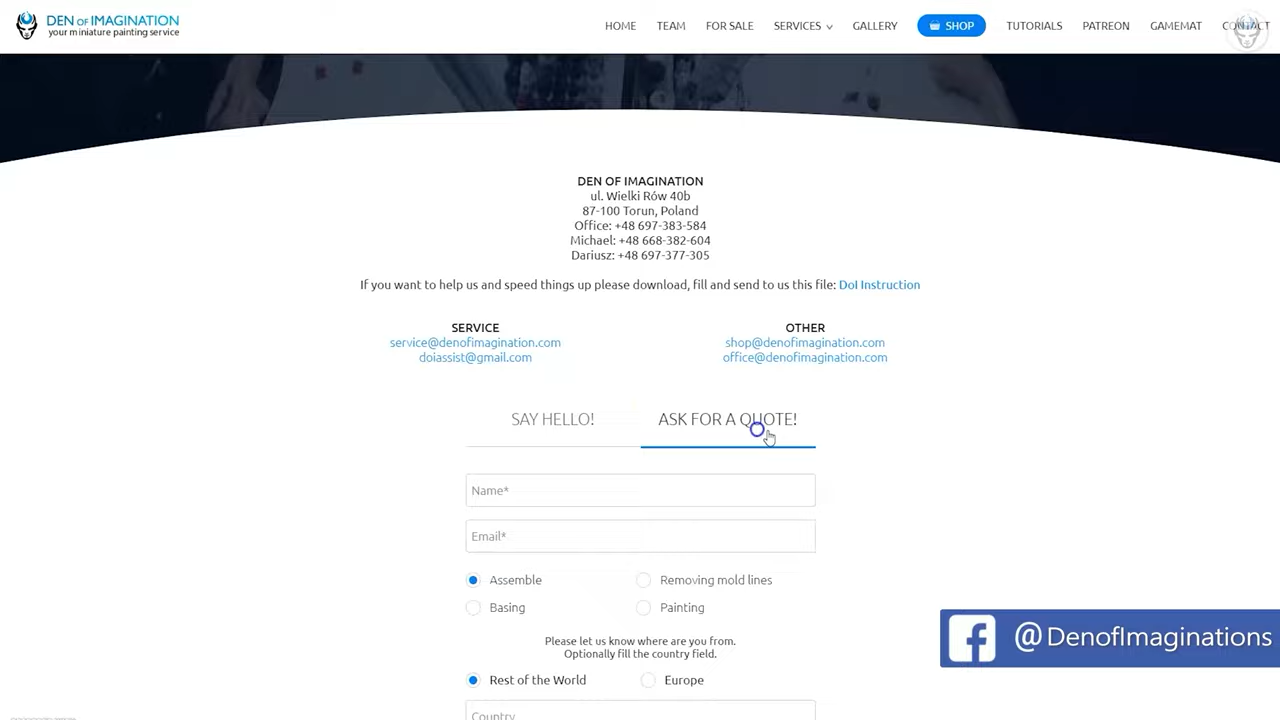 DEN OF IMAGINATION
your miniature painting service
HOME TEAM FOR SALE SERVICES GALLERY SHOP TUTORIALS PATREON GAMEMAT CONTACT
DEN OF IMAGINATION
ul. Wielki Rów 40b
87-100 Torun, Poland
Office: +48 697-383-584
Michael: +48 668-382-604
Dariusz: +48 697-377-305
If you want to help us and speed things up please download, fill and send to us this file: DoI Instruction
SERVICE
service@denofimagination.com
doiassist@gmail.com
OTHER
shop@denofimagination.com
office@denofimagination.com
SAY HELLO! ASK FOR A QUOTE!
Name*
Email*
Assemble Removing mold lines
Basing Painting
Please let us know where are you from.
Optionally fill the country field.
Rest of the World Europe
Country
@DenofImaginations